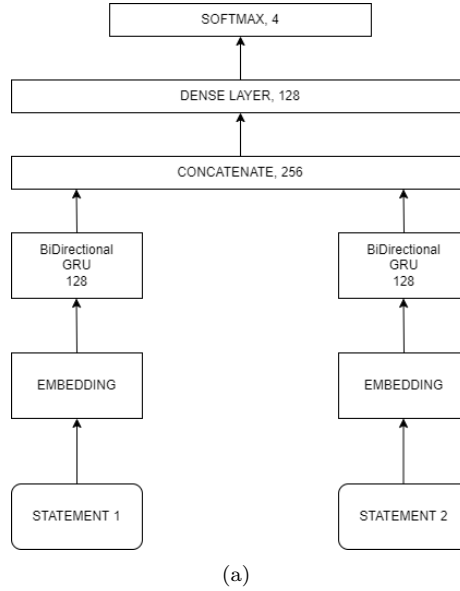 SOFTMAX, 4
DENSE LAYER, 128
CONCATENATE, 256
BiDirectional
GRU
128
BiDirectional
GRU
128
EMBEDDING
EMBEDDING
STATEMENT 1
STATEMENT 2
(a)